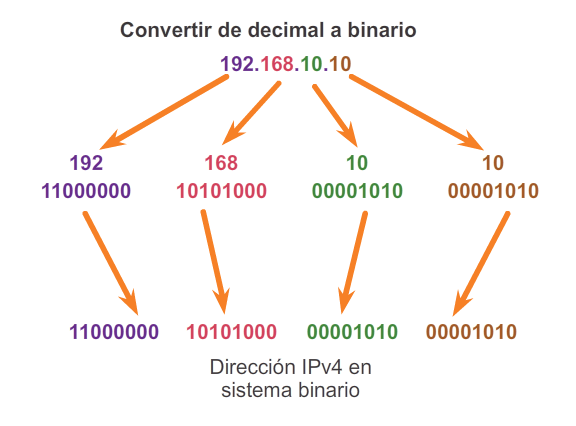 Convertir de decimal a binario
192.168.10.10
192 168 10 10
11000000 10101000 00001010 00001010
11000000 10101000 00001010 00001010
Dirección IPv4 en
sistema binario